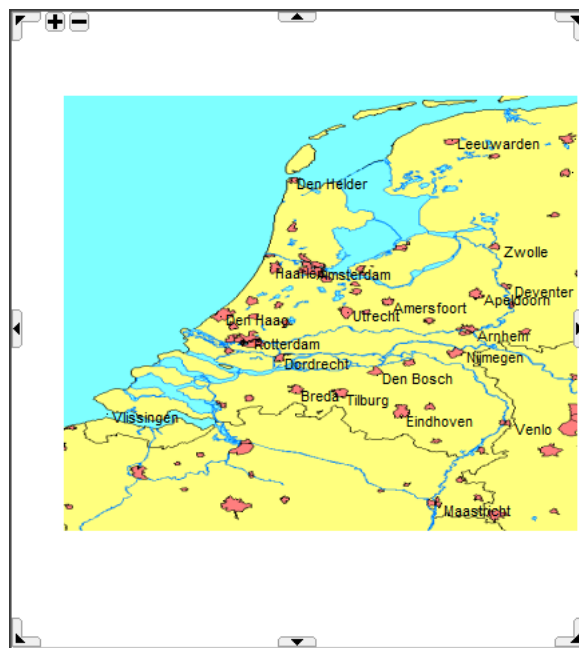 Leeuwarden
Den Helder
Zwolle
Haarle
Amsterdam
Deventer
Apeldoorn
Amersfoort
Utrecht
Den Haag
Arnhem
Rotterdam
Nijmegen
Dordrecht
Den Bosch
Breda
Tilburg
Vlissingen
Eindhoven
Venlo
Maastricht